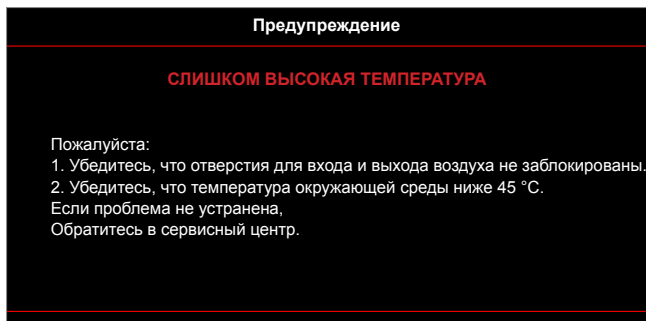 Предупреждение
СЛИШКОМ ВЫСОКАЯ ТЕМПЕРАТУРА
Пожалуйста:
1. Убедитесь, что отверстия для входа и выхода воздуха не заблокированы.
2. Убедитесь, что температура окружающей среды ниже 45 °C.
Если проблема не устранена,
Обратитесь в сервисный центр.